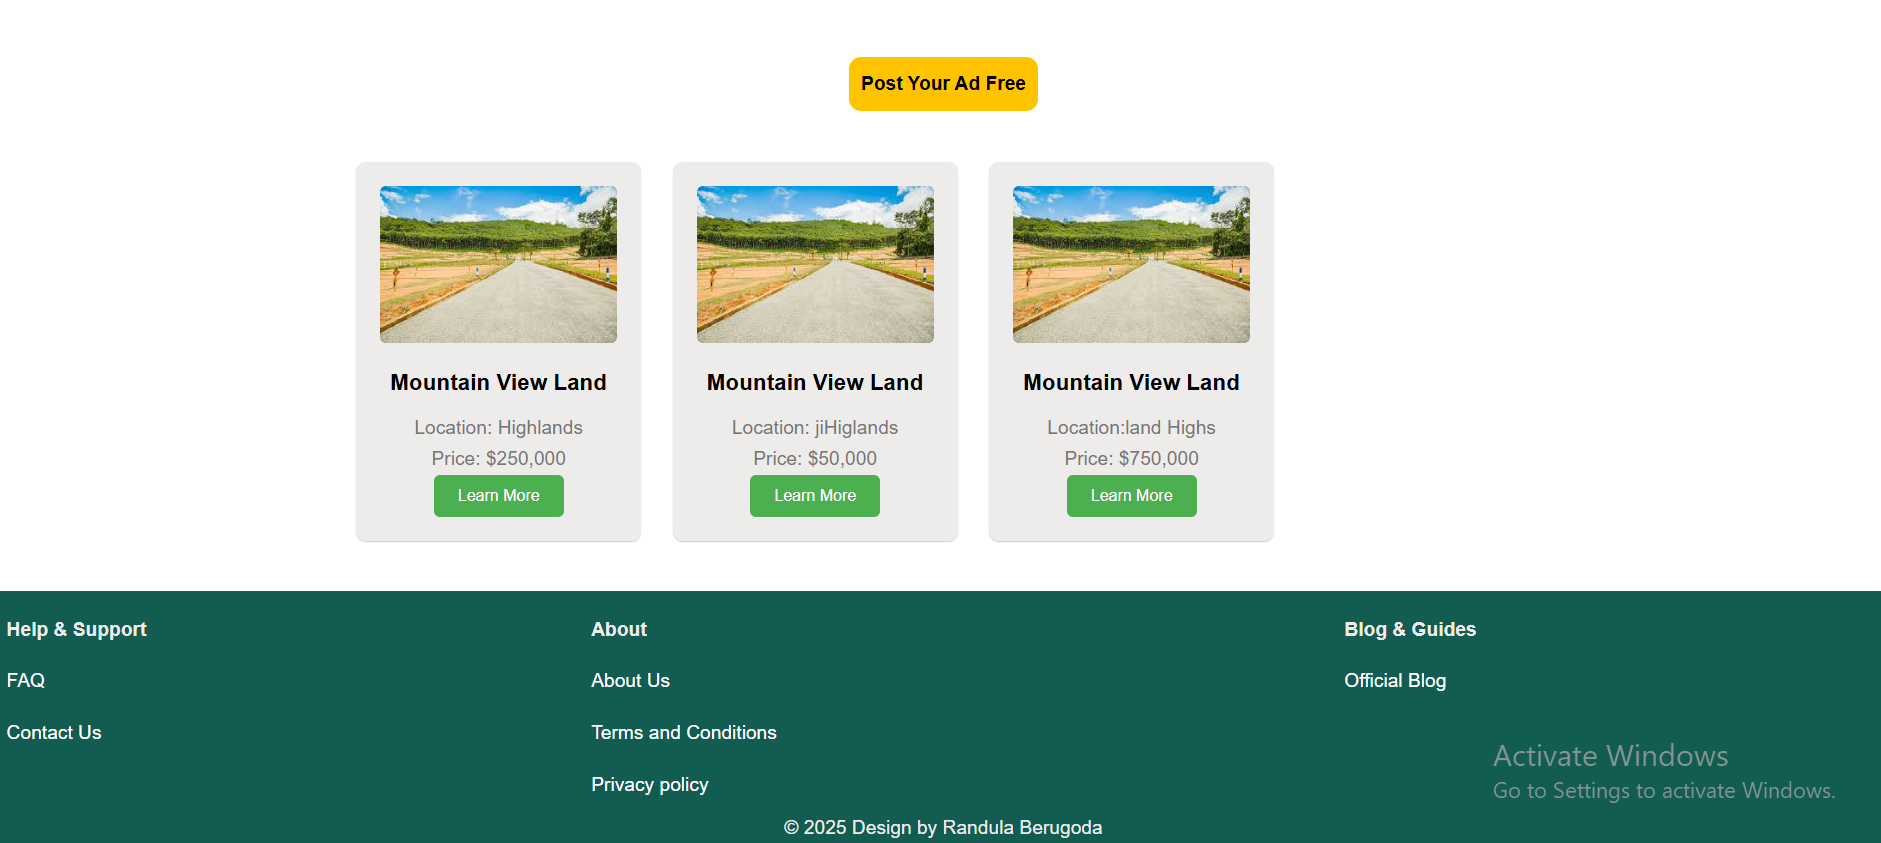 Post Your Ad Free
Mountain View Land
Location: Highlands
Price: $250,000
Learn More
Mountain View Land
Location: jiHiglands
Price: $50,000
Learn More
Mountain View Land
Location:land Highs
Price: $750,000
Learn More
Help & Support
FAQ
Contact Us
About
About Us
Terms and Conditions
Privacy policy
Blog & Guides
Official Blog
Activate Windows
Go to Settings to activate Windows.
© 2025 Design by Randula Berugoda